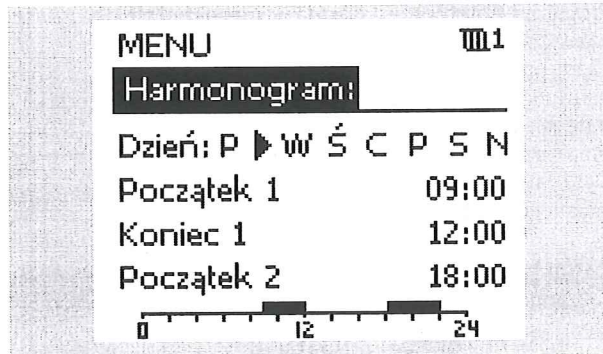 MENU 1
Harmonogram:
Dzień: P W Ś C P S N
Początek 1 09:00
Koniec 1 12:00
Początek 2 18:00
0 12 24